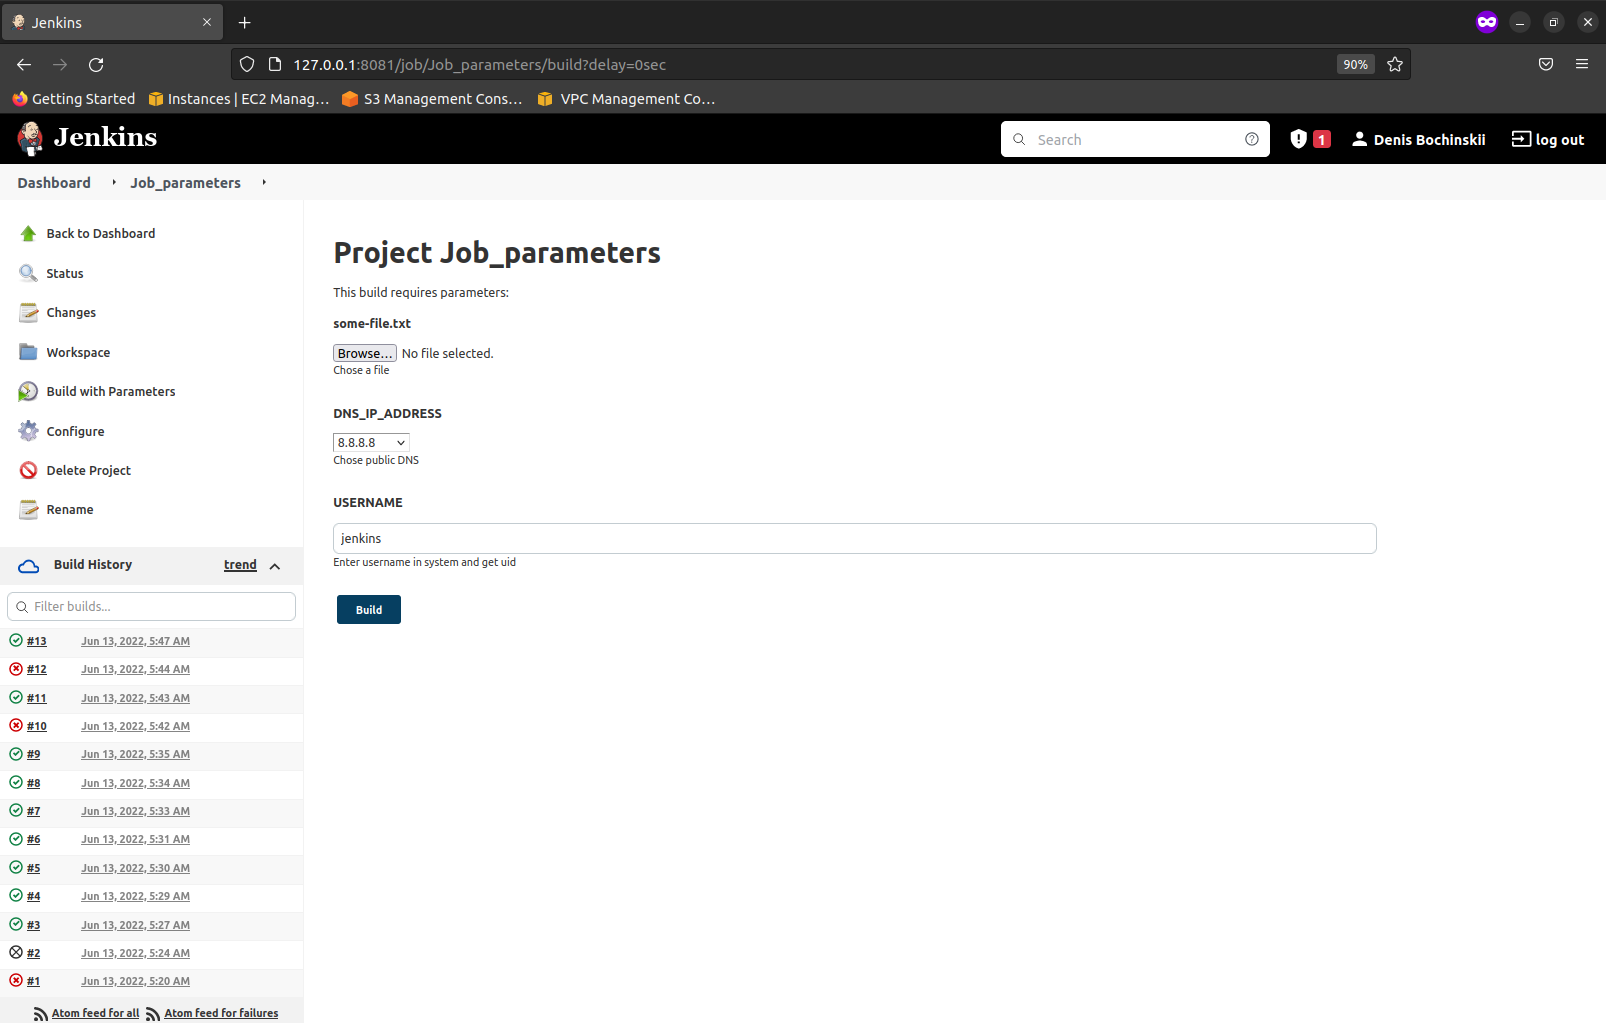 Jenkins
127.0.0.1:8081/job/Job_parameters/build?delay=0sec
90%
Getting Started
Instances | EC2 Manag…
S3 Management Cons…
VPC Management Co…
Jenkins
Search
1
Denis Bochinskii
log out
Dashboard
Job_parameters
Back to Dashboard
Status
Changes
Workspace
Build with Parameters
Configure
Delete Project
Rename
Build History
trend
Filter builds...
#13 Jun 13, 2022, 5:47 AM
#12 Jun 13, 2022, 5:44 AM
#11 Jun 13, 2022, 5:43 AM
#10 Jun 13, 2022, 5:42 AM
#9 Jun 13, 2022, 5:35 AM
#8 Jun 13, 2022, 5:34 AM
#7 Jun 13, 2022, 5:33 AM
#6 Jun 13, 2022, 5:31 AM
#5 Jun 13, 2022, 5:30 AM
#4 Jun 13, 2022, 5:29 AM
#3 Jun 13, 2022, 5:27 AM
#2 Jun 13, 2022, 5:24 AM
#1 Jun 13, 2022, 5:20 AM
Atom feed for all Atom feed for failures
Project Job_parameters
This build requires parameters:
some-file.txt
Browse… No file selected.
Chose a file
DNS_IP_ADDRESS
8.8.8.8
Chose public DNS
USERNAME
jenkins
Enter username in system and get uid
Build